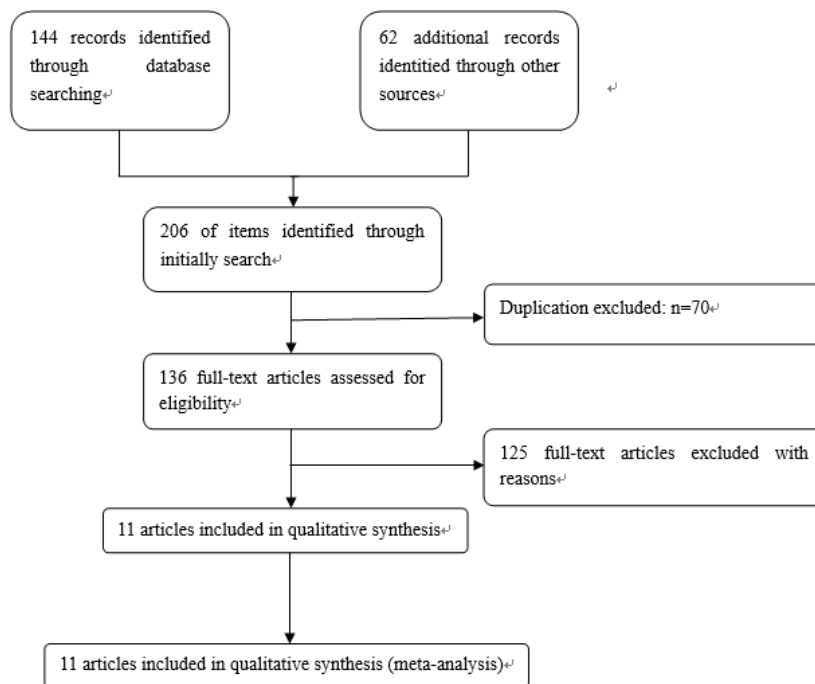 144 records identified
through database
searching↵
62 additional records
identitied through other
sources↵
↵
206 of items identified through
initially search↵
Duplication excluded: n=70↵
136 full-text articles assessed for
eligibility↵
125 full-text articles excluded with
reasons↵
11 articles included in qualitative synthesis↵
11 articles included in qualitative synthesis (meta-analysis)↵